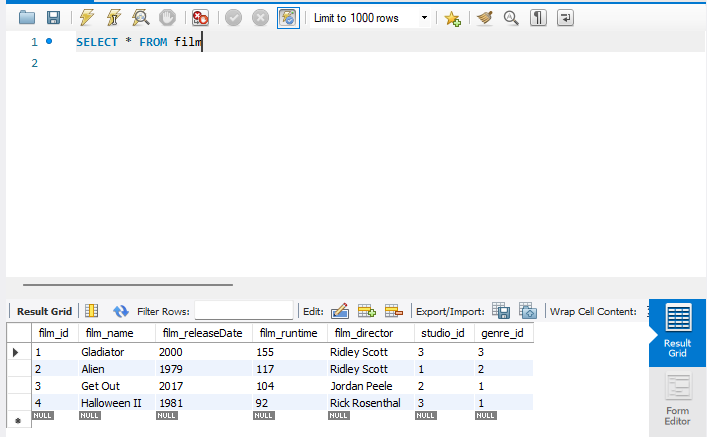 Limit to 1000 rows
1 SELECT * FROM film
2
Result Grid Filter Rows: Edit: Export/Import: Wrap Cell Content:
film_id film_name film_releaseDate film_runtime film_director studio_id genre_id
1 Gladiator 2000 155 Ridley Scott 3 3
2 Alien 1979 117 Ridley Scott 1 2
3 Get Out 2017 104 Jordan Peele 2 1
4 Halloween II 1981 92 Rick Rosenthal 3 1
NULL NULL NULL NULL NULL NULL NULL
Result
Grid
Form
Editor